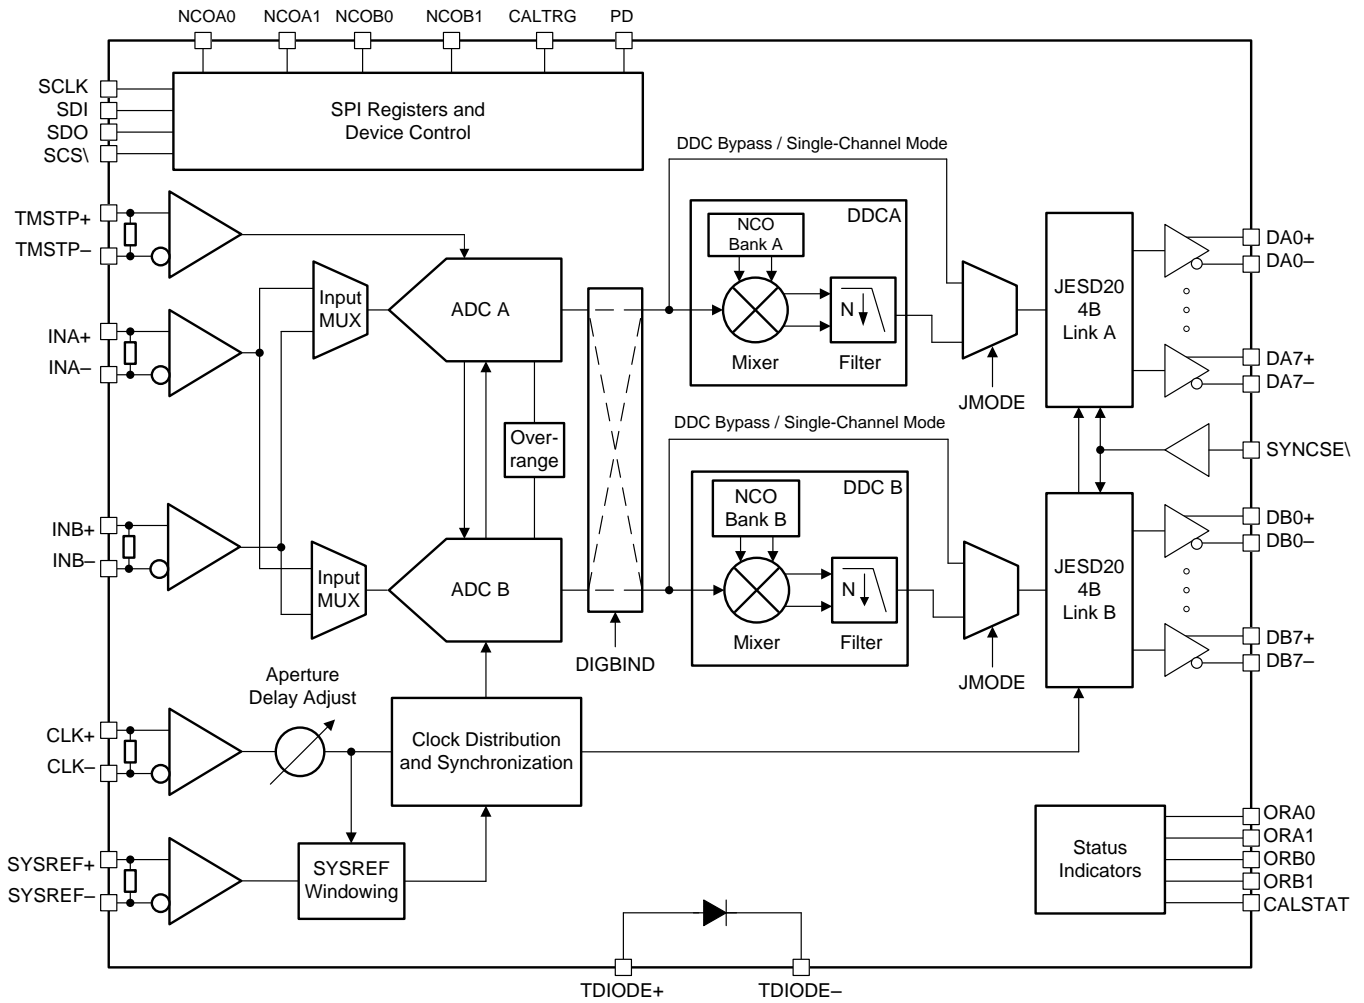 NCOA0 NCOA1 NCOB0 NCOB1 CALTRG PD
SCLK
SDI
SDO
SCS\
SPI Registers and
Device Control
TMSTP+
TMSTP–
INA+
INA–
INB+
INB–
CLK+
CLK–
SYSREF+
SYSREF–
Input
MUX
Input
MUX
ADC A
ADC B
Over-
range
DIGBIND
Aperture
Delay Adjust
Clock Distribution
and Synchronization
SYSREF
Windowing
DDC Bypass / Single-Channel Mode
DDCA
NCO
Bank A
Mixer
N
Filter
JMODE
DDC Bypass / Single-Channel Mode
DDC B
NCO
Bank B
Mixer
N
Filter
JMODE
JESD20
4B
Link A
JESD20
4B
Link B
DA0+
DA0–
DA7+
DA7–
SYNCSE\
DB0+
DB0–
DB7+
DB7–
Status
Indicators
ORA0
ORA1
ORB0
ORB1
CALSTAT
TDIODE+
TDIODE–